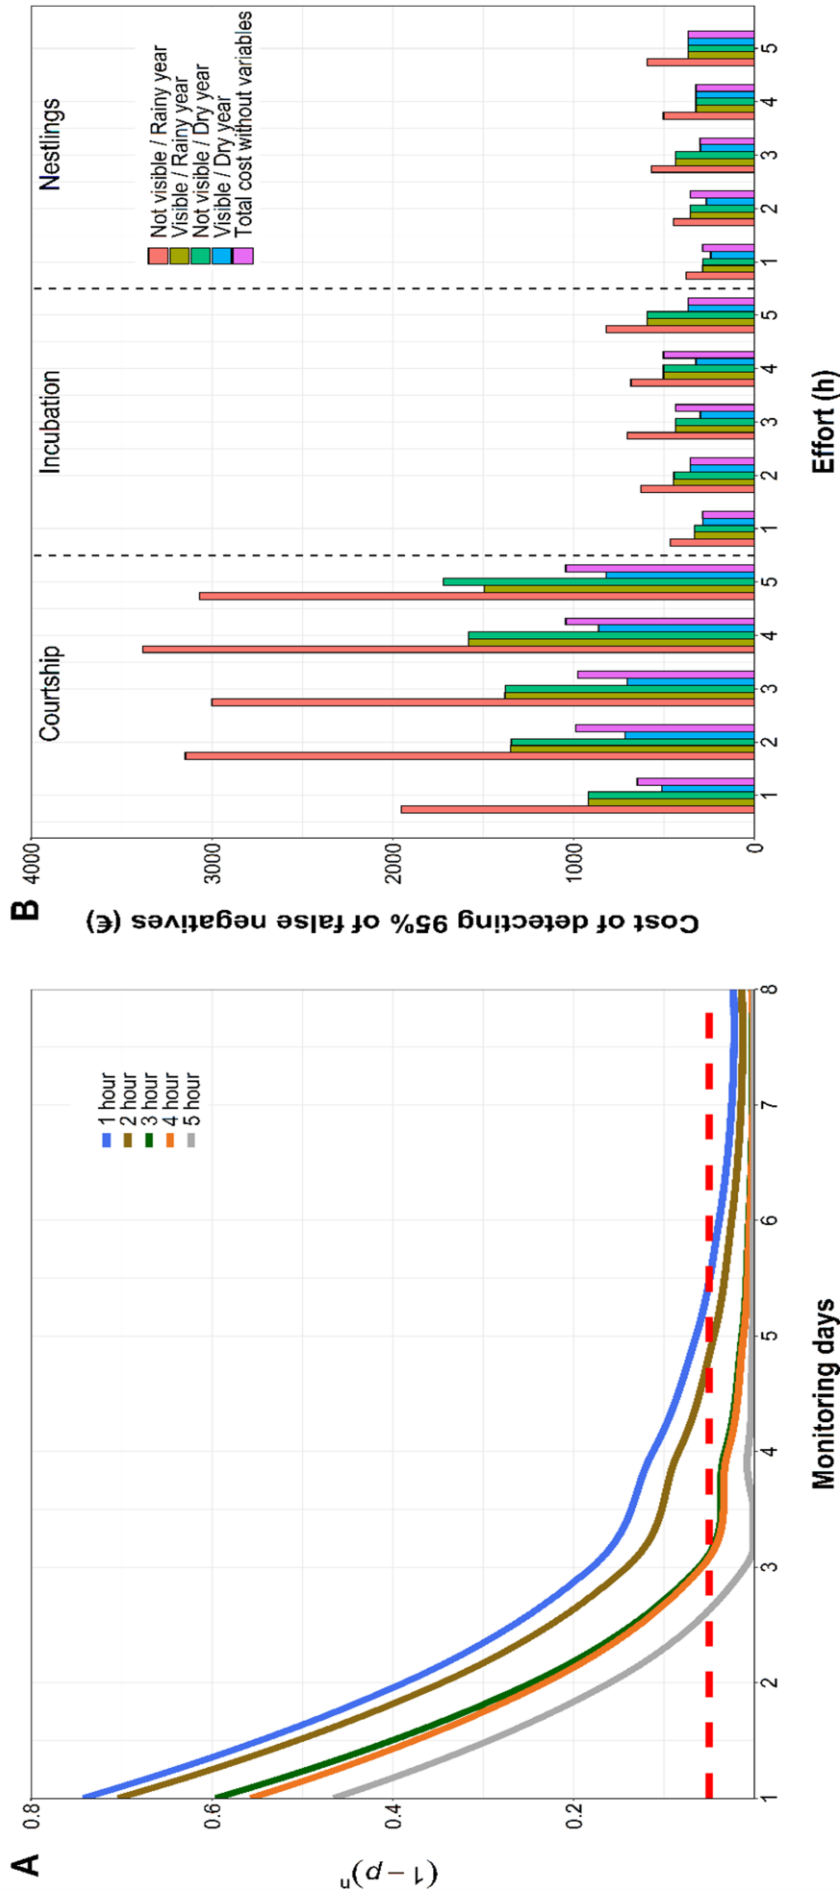 A
(1 − p)ⁿ
0.8
0.6
0.4
0.2
1 hour
2 hour
3 hour
4 hour
5 hour
1 2 3 4 5 6 7 8
Monitoring days
B
Cost of detecting 95% of false negatives (€)
4000
3000
2000
1000
0
Courtship
Incubation
Nestlings
Not visible / Rainy year
Visible / Rainy year
Not visible / Dry year
Visible / Dry year
Total cost without variables
1 2 3 4 5 1 2 3 4 5 1 2 3 4 5
Effort (h)